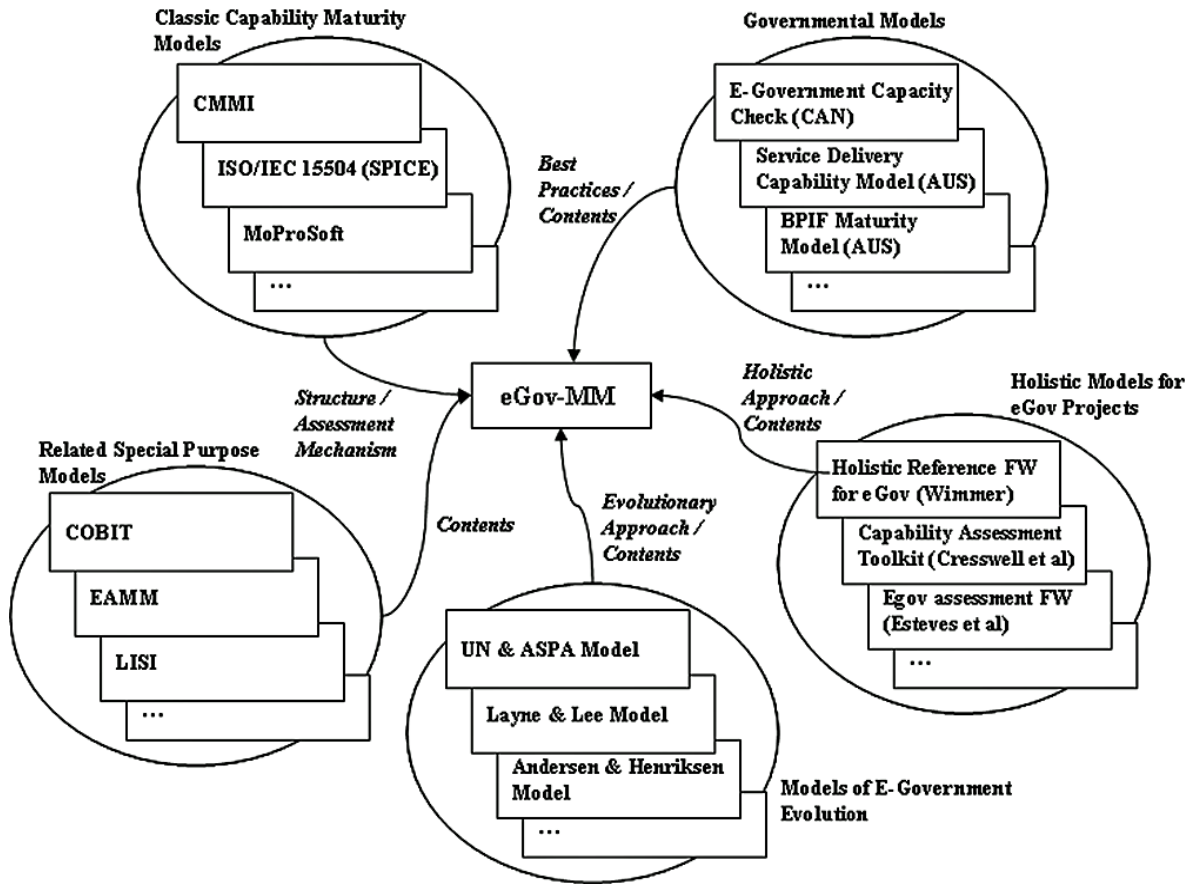 Classic Capability Maturity
Models
CMMI
ISO/IEC 15504 (SPICE)
MoProSoft
...
Governmental Models
E-Government Capacity
Check (CAN)
Service Delivery
Capability Model (AUS)
BPIF Maturity
Model (AUS)
...
Best
Practices /
Contents
eGov-MM
Structure /
Assessment
Mechanism
Holistic
Approach /
Contents
Holistic Models for
eGov Projects
Holistic Reference FW
for eGov (Wimmer)
Capability Assessment
Toolkit (Cresswell et al)
Egov assessment FW
(Esteves et al)
...
Related Special Purpose
Models
COBIT
EAMM
LISI
...
Contents
Evolutionary
Approach /
Contents
UN & ASPA Model
Layne & Lee Model
Andersen & Henriksen
Model
...
Models of E-Government
Evolution